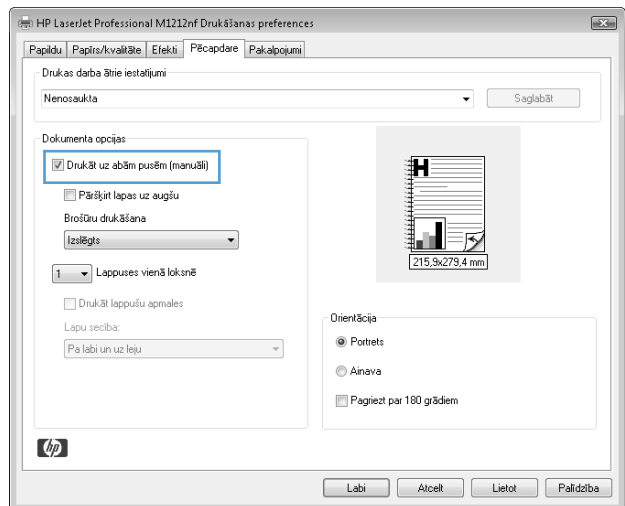 HP LaserJet Professional M1212nf Drukāšanas preferences
Papildu Papīrs/kvalitāte Efekti Pēcapdare Pakalpojumi
Drukas darba ātrie iestatījumi
Nenosaukta Saglabāt
Dokumenta opcijas
Drukāt uz abām pusēm (manuāli)
Pāršķirt lapas uz augšu
Brošūru drukāšana
Izslēgts
1 Lappuses vienā loksnē
Drukāt lappušu apmales
Lapu secība:
Pa labi un uz leju
H
215,9x279,4 mm
Orientācija
Portrets
Ainava
Pagriezt par 180 grādiem
hp
Labi Atcelt Lietot Palīdzība